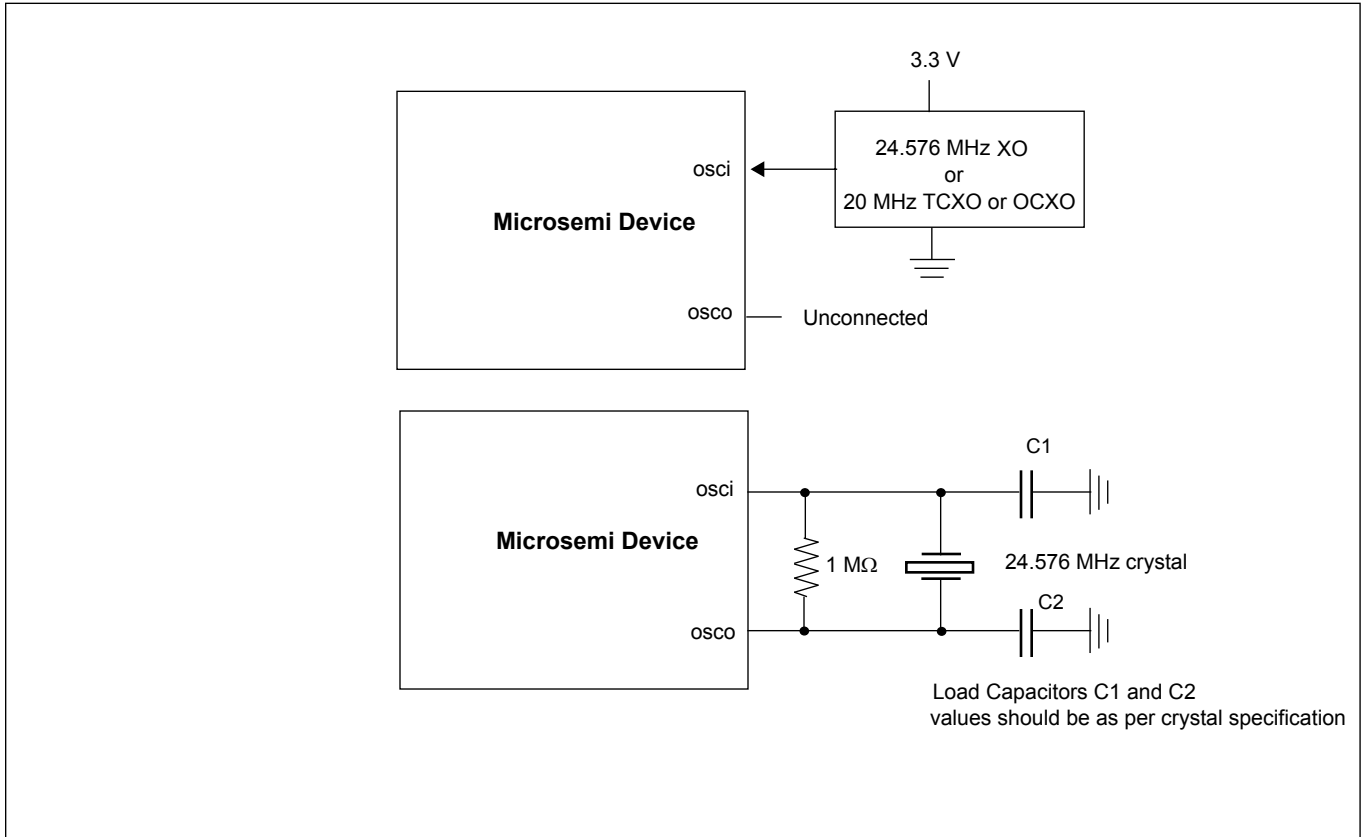 3.3 V
24.576 MHz XO
or
20 MHz TCXO or OCXO
osci
Microsemi Device
osco
Unconnected
C1
osci
Microsemi Device
1 MΩ
24.576 MHz crystal
C2
osco
Load Capacitors C1 and C2
values should be as per crystal specification